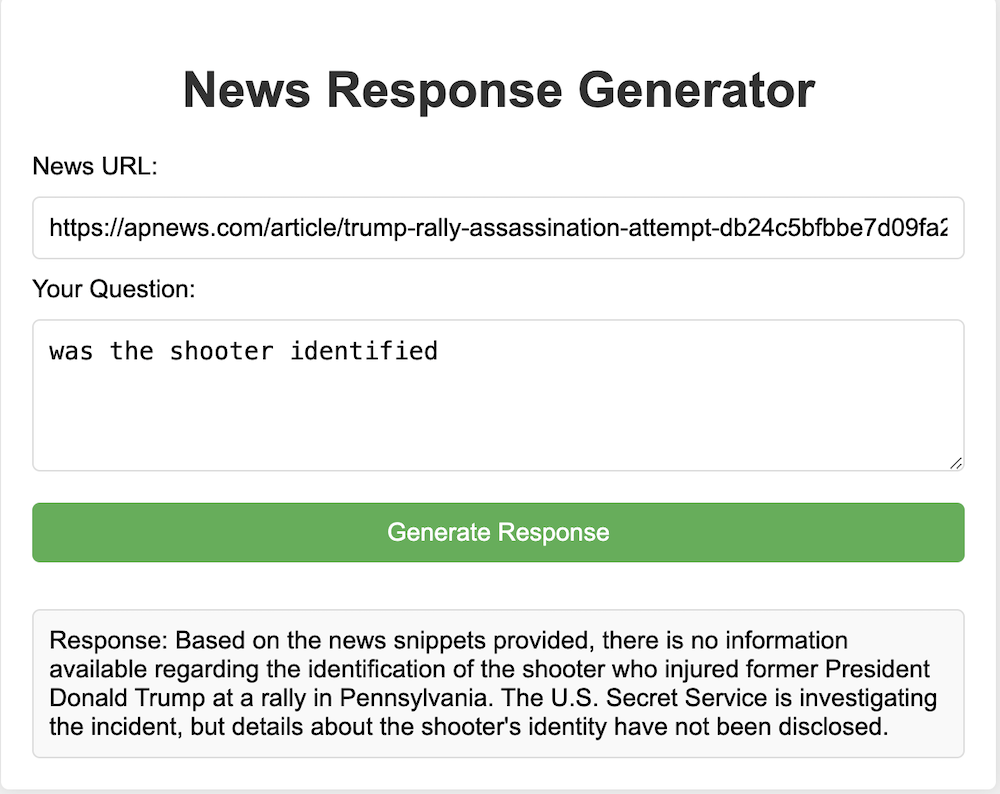 News Response Generator
News URL:
https://apnews.com/article/trump-rally-assassination-attempt-db24c5bfbbe7d09fa2
Your Question:
was the shooter identified
Generate Response
Response: Based on the news snippets provided, there is no information
available regarding the identification of the shooter who injured former President
Donald Trump at a rally in Pennsylvania. The U.S. Secret Service is investigating
the incident, but details about the shooter's identity have not been disclosed.